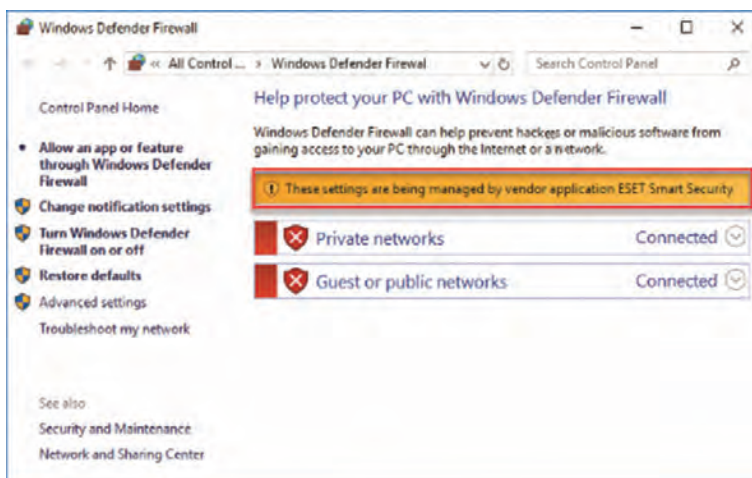 Windows Defender Firewall
« All Control ... > Windows Defender Firewal
Search Control Panel
Control Panel Home
Allow an app or feature
through Windows Defender
Firewall
Change notification settings
Turn Windows Defender
Firewall on or off
Restore defaults
Advanced settings
Troubleshoot my network
See also
Security and Maintenance
Network and Sharing Center
Help protect your PC with Windows Defender Firewall
Windows Defender Firewall can help prevent hackers or malicious software from
gaining access to your PC through the Internet or a network.
These settings are being managed by vendor application ESET Smart Security
Private networks Connected
Guest or public networks Connected